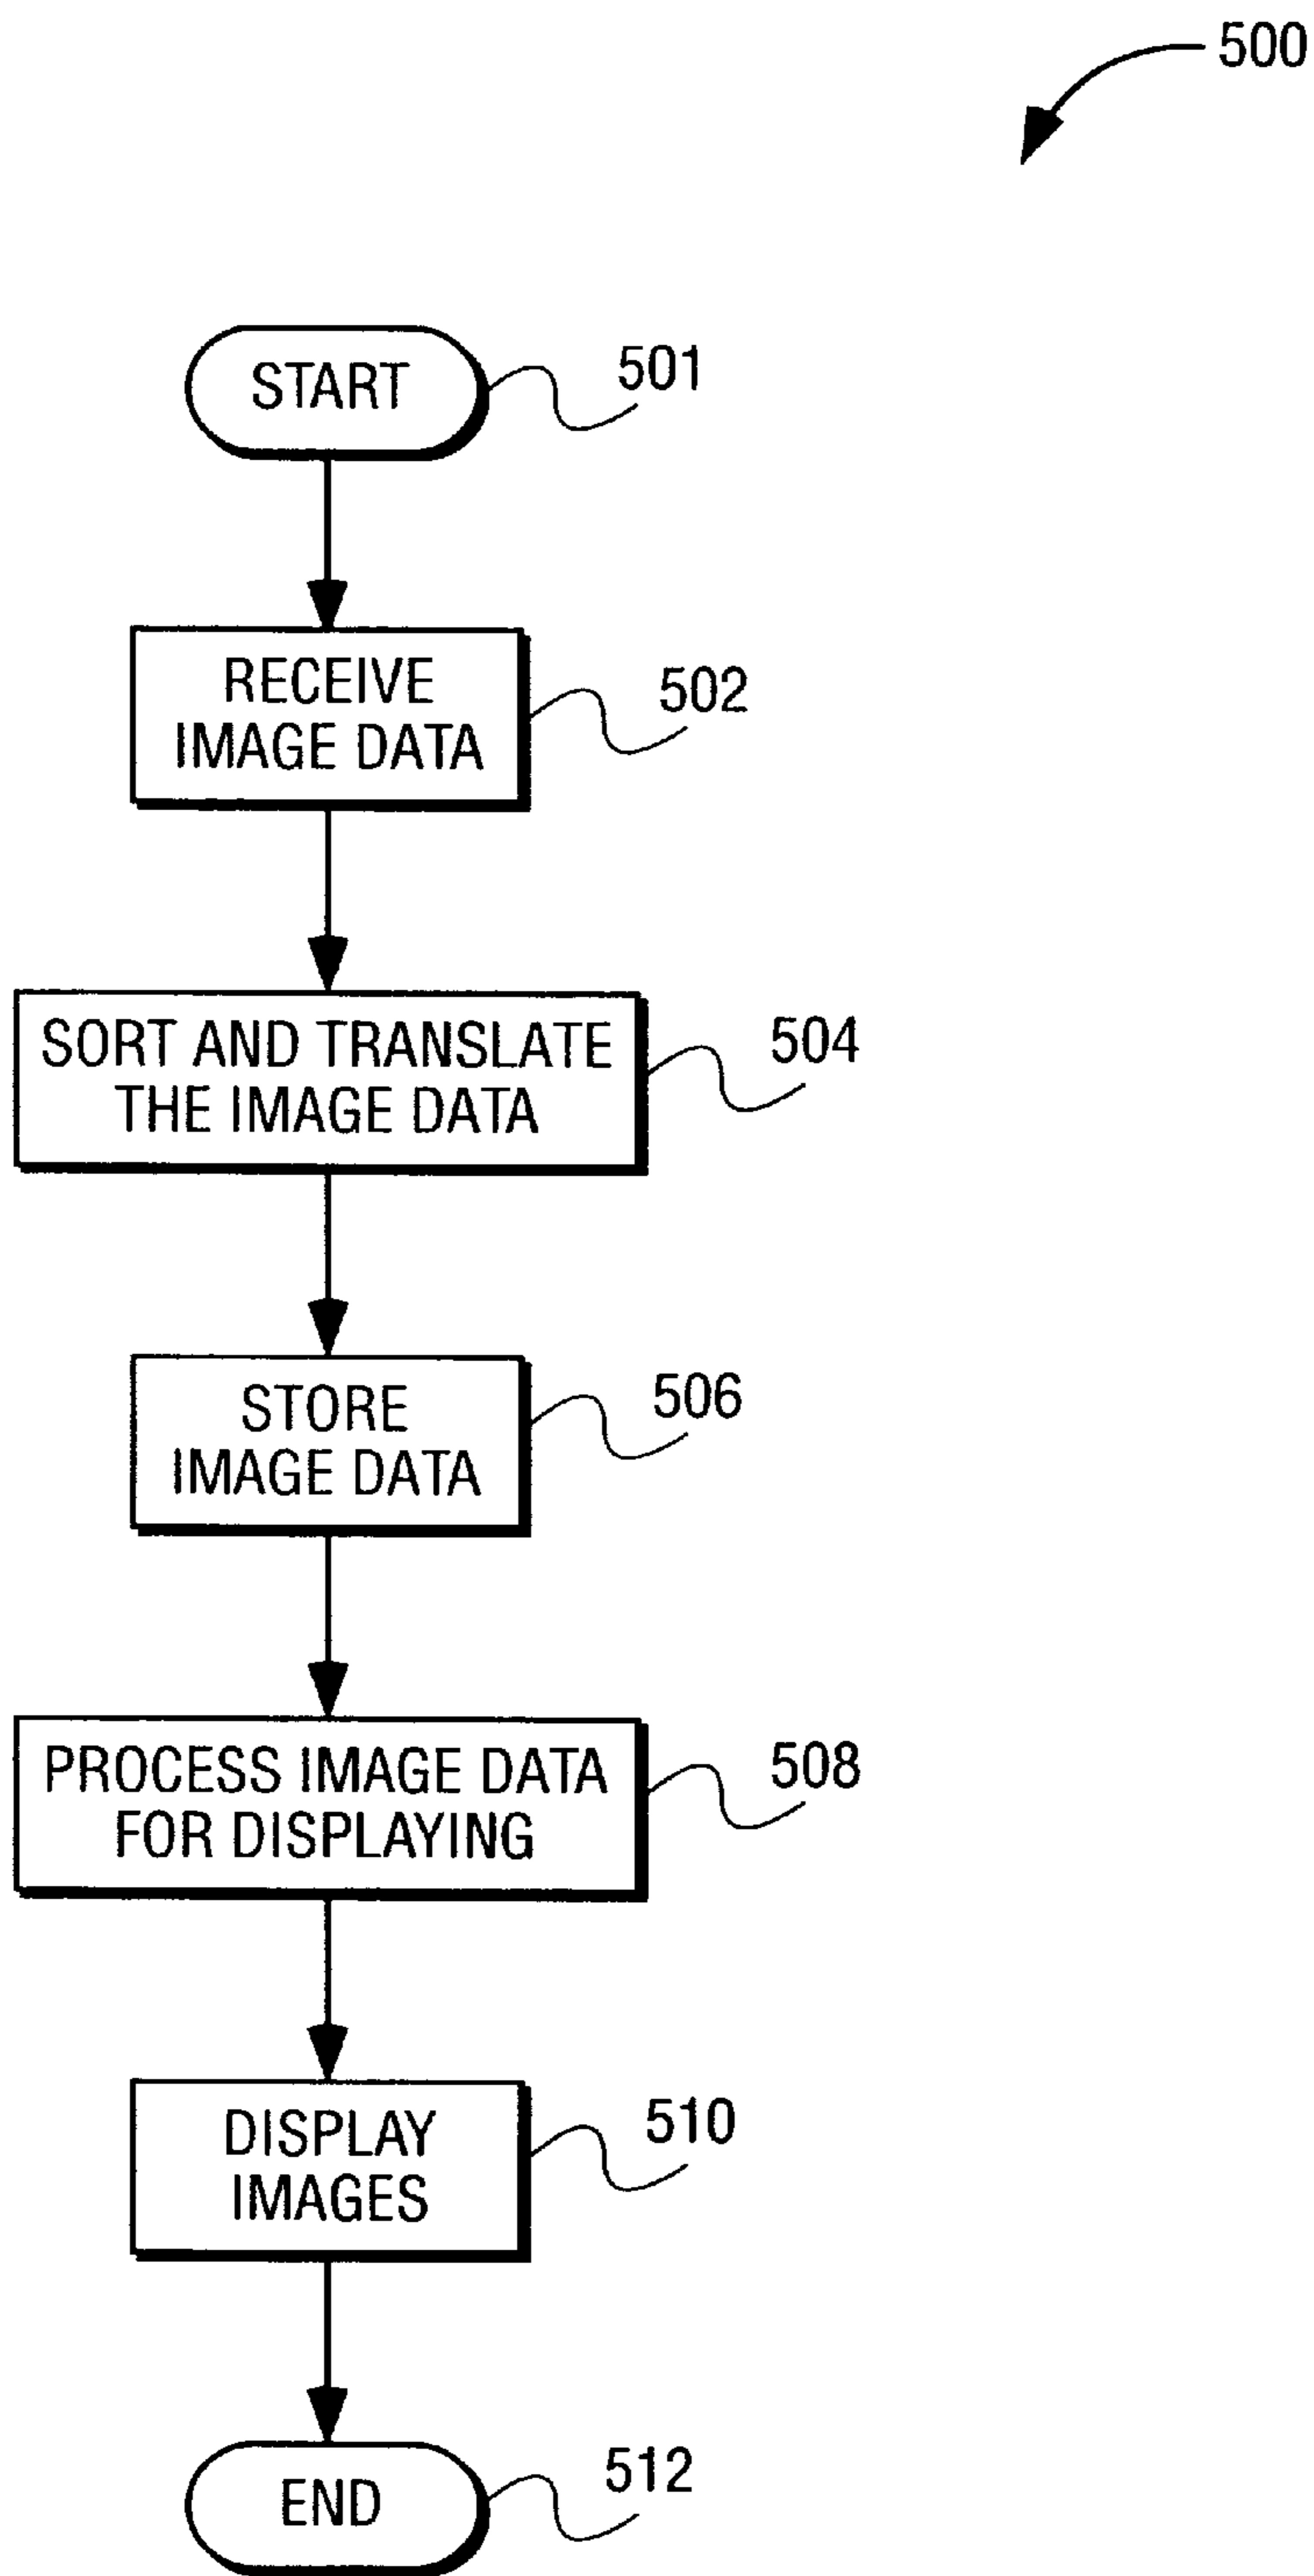 500
START
501
RECEIVE
IMAGE DATA
502
SORT AND TRANSLATE
THE IMAGE DATA
504
STORE
IMAGE DATA
506
PROCESS IMAGE DATA
FOR DISPLAYING
508
DISPLAY
IMAGES
510
END
512